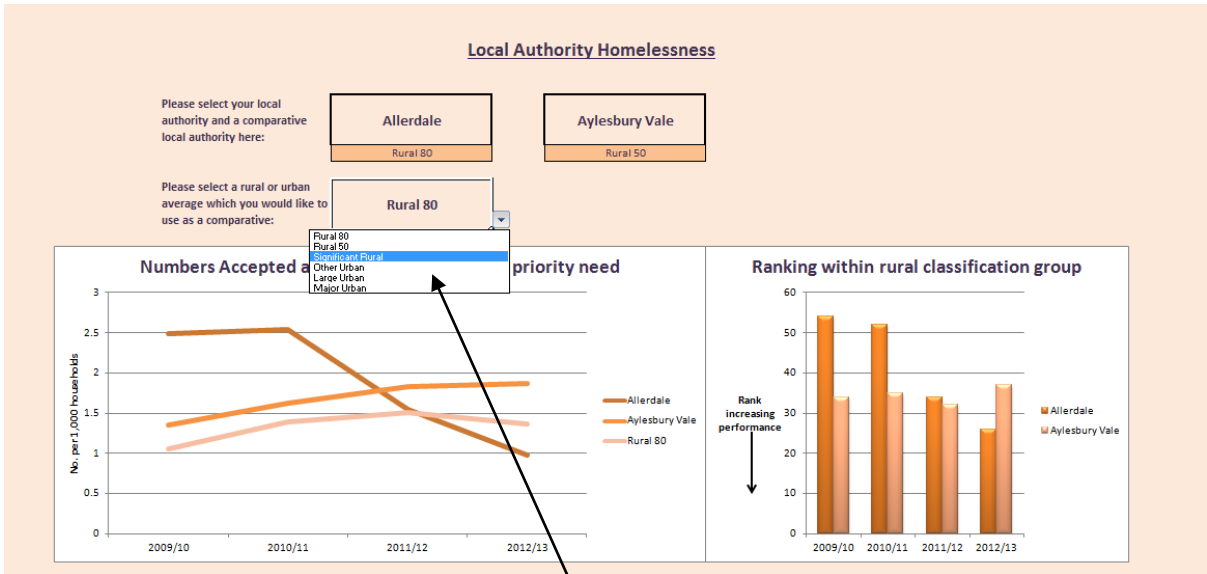 Local Authority Homelessness
Please select your local
authority and a comparative
local authority here:
Allerdale
Rural 80
Aylesbury Vale
Rural 50
Please select a rural or urban
average which you would like to
use as a comparative:
Rural 80
Rural 80
Rural 50
Significant Rural
Other Urban
Large Urban
Major Urban
Numbers Accepted a
priority need
No. per1,000 households
3
2.5
2
1.5
1
0.5
0
2009/10 2010/11 2011/12 2012/13
Allerdale
Aylesbury Vale
Rural 80
Ranking within rural classification group
Rank
increasing
performance
60
50
40
30
20
10
0
2009/10 2010/11 2011/12 2012/13
Allerdale
Aylesbury Vale